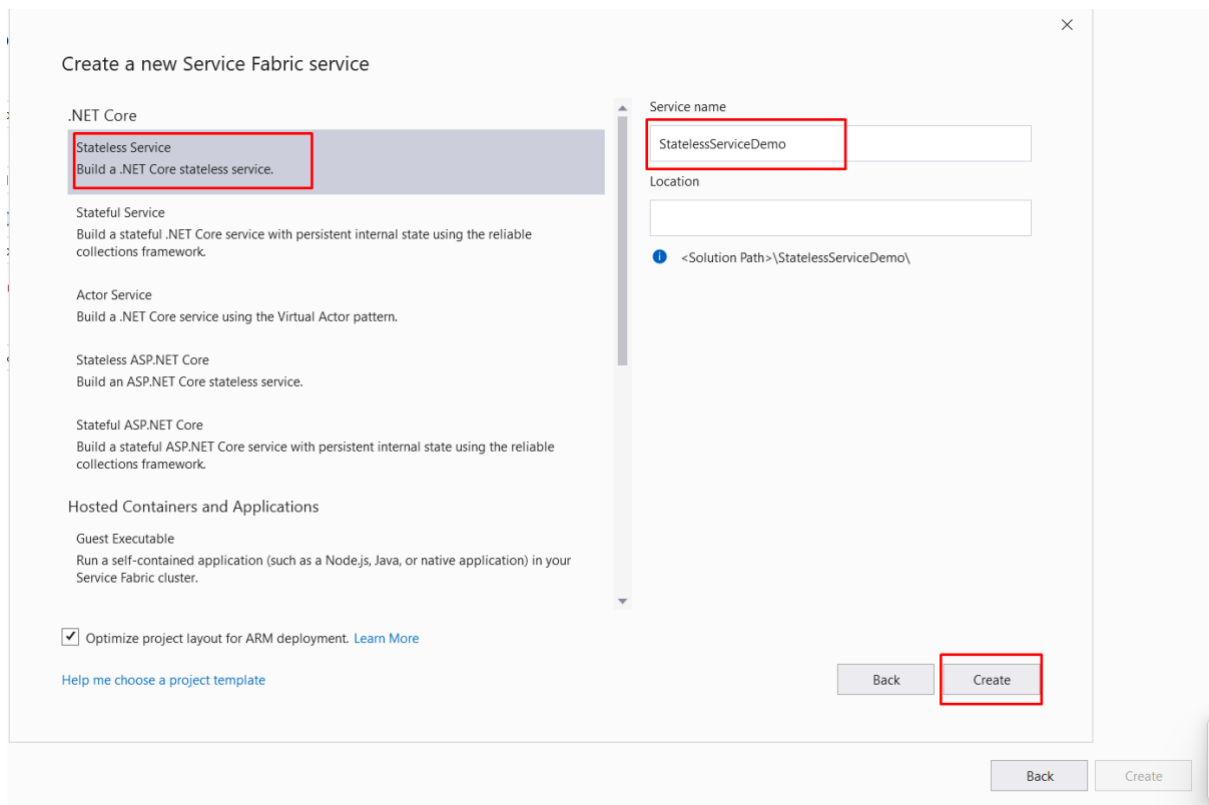 Create a new Service Fabric service
.NET Core
Stateless Service
Build a .NET Core stateless service.
Stateful Service
Build a stateful .NET Core service with persistent internal state using the reliable
collections framework.
Actor Service
Build a .NET Core service using the Virtual Actor pattern.
Stateless ASP.NET Core
Build an ASP.NET Core stateless service.
Stateful ASP.NET Core
Build a stateful ASP.NET Core service with persistent internal state using the reliable
collections framework.
Hosted Containers and Applications
Guest Executable
Run a self-contained application (such as a Node.js, Java, or native application) in your
Service Fabric cluster.
Service name
StatelessServiceDemo
Location
<Solution Path>\StatelessServiceDemo\
Optimize project layout for ARM deployment. Learn More
Help me choose a project template
Back
Create
Back
Create